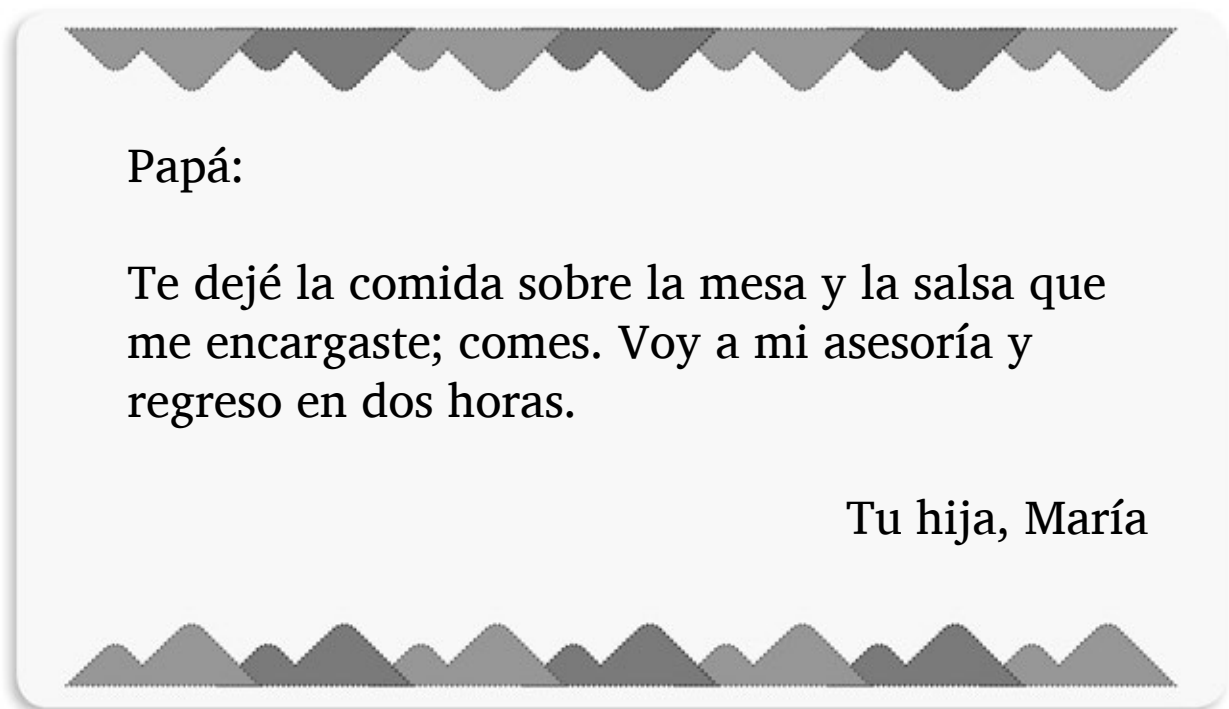 Papá:
Te dejé la comida sobre la mesa y la salsa que
me encargaste; comes. Voy a mi asesoría y
regreso en dos horas.
Tu hija, María